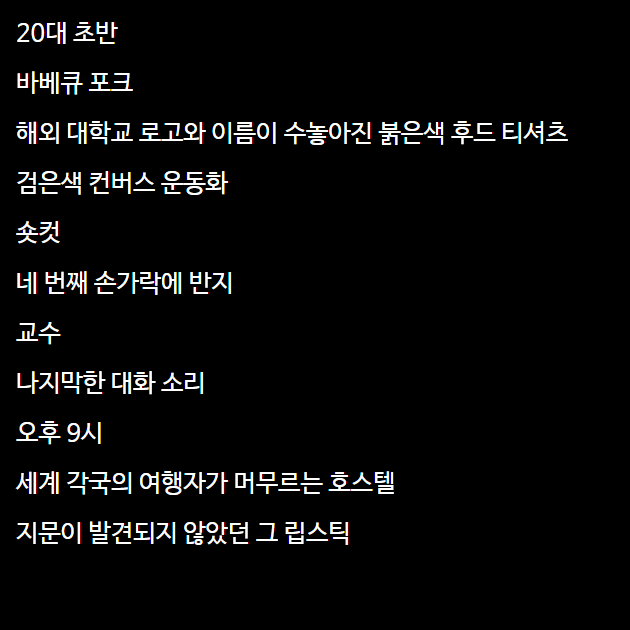 20대 초반
바베큐 포크
해외 대학교 로고와 이름이 수놓아진 붉은색 후드 티셔츠
검은색 컨버스 운동화
숏컷
네 번째 손가락에 반지
교수
나지막한 대화 소리
오후 9시
세계 각국의 여행자가 머무르는 호스텔
지문이 발견되지 않았던 그 립스틱